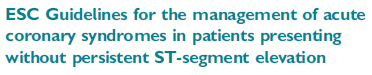 ESC Guidelines for the management of acute
coronary syndromes in patients presenting
without persistent ST-segment elevation